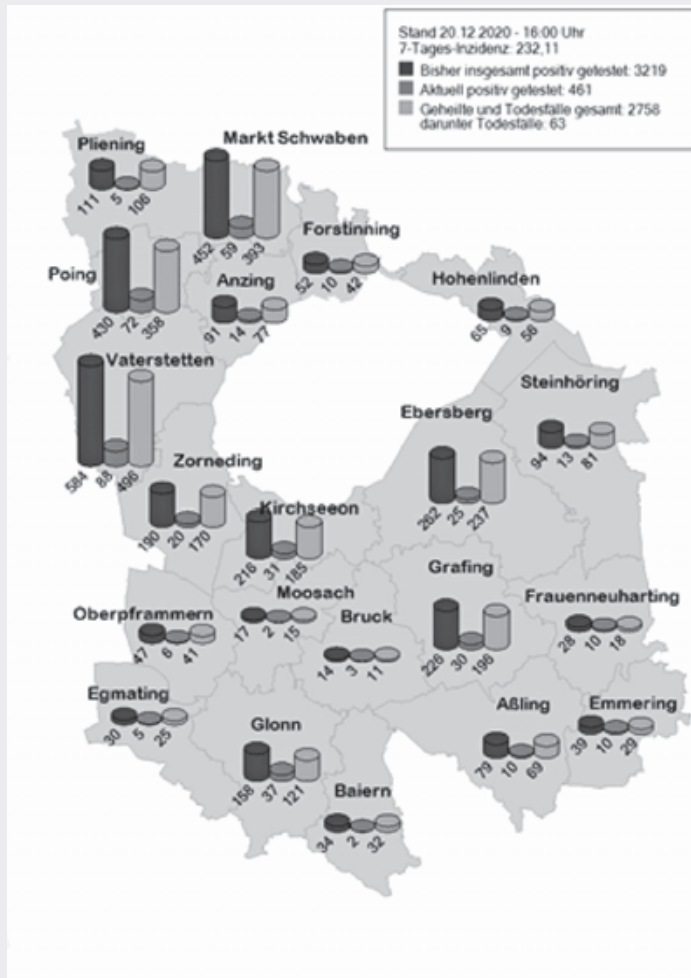 Stand 20.12.2020 - 16:00 Uhr
7-Tages-Inzidenz: 232,11
Bisher insgesamt positiv getestet: 3219
Aktuell positiv getestet: 461
Geheilte und Todesfälle gesamt: 2758
darunter Todesfälle: 63
Pliening
111 5 106
Markt Schwaben
452 59 393
Forstinning
52 10 42
Poing
430 72 358
Anzing
91 14 77
Hohenlinden
65 9 56
Vaterstetten
584 88 496
Steinhöring
94 13 81
Ebersberg
262 25 237
Zorneding
190 20 170
Kirchseeon
216 31 185
Grafing
226 30 196
Moosach
17 2 15
Bruck
14 3 11
Frauenneuharting
28 10 18
Oberpframmern
47 6 41
Egmating
30 5 25
Glonn
158 37 121
Aßling
79 10 69
Emmering
39 10 29
Baiern
34 2 32